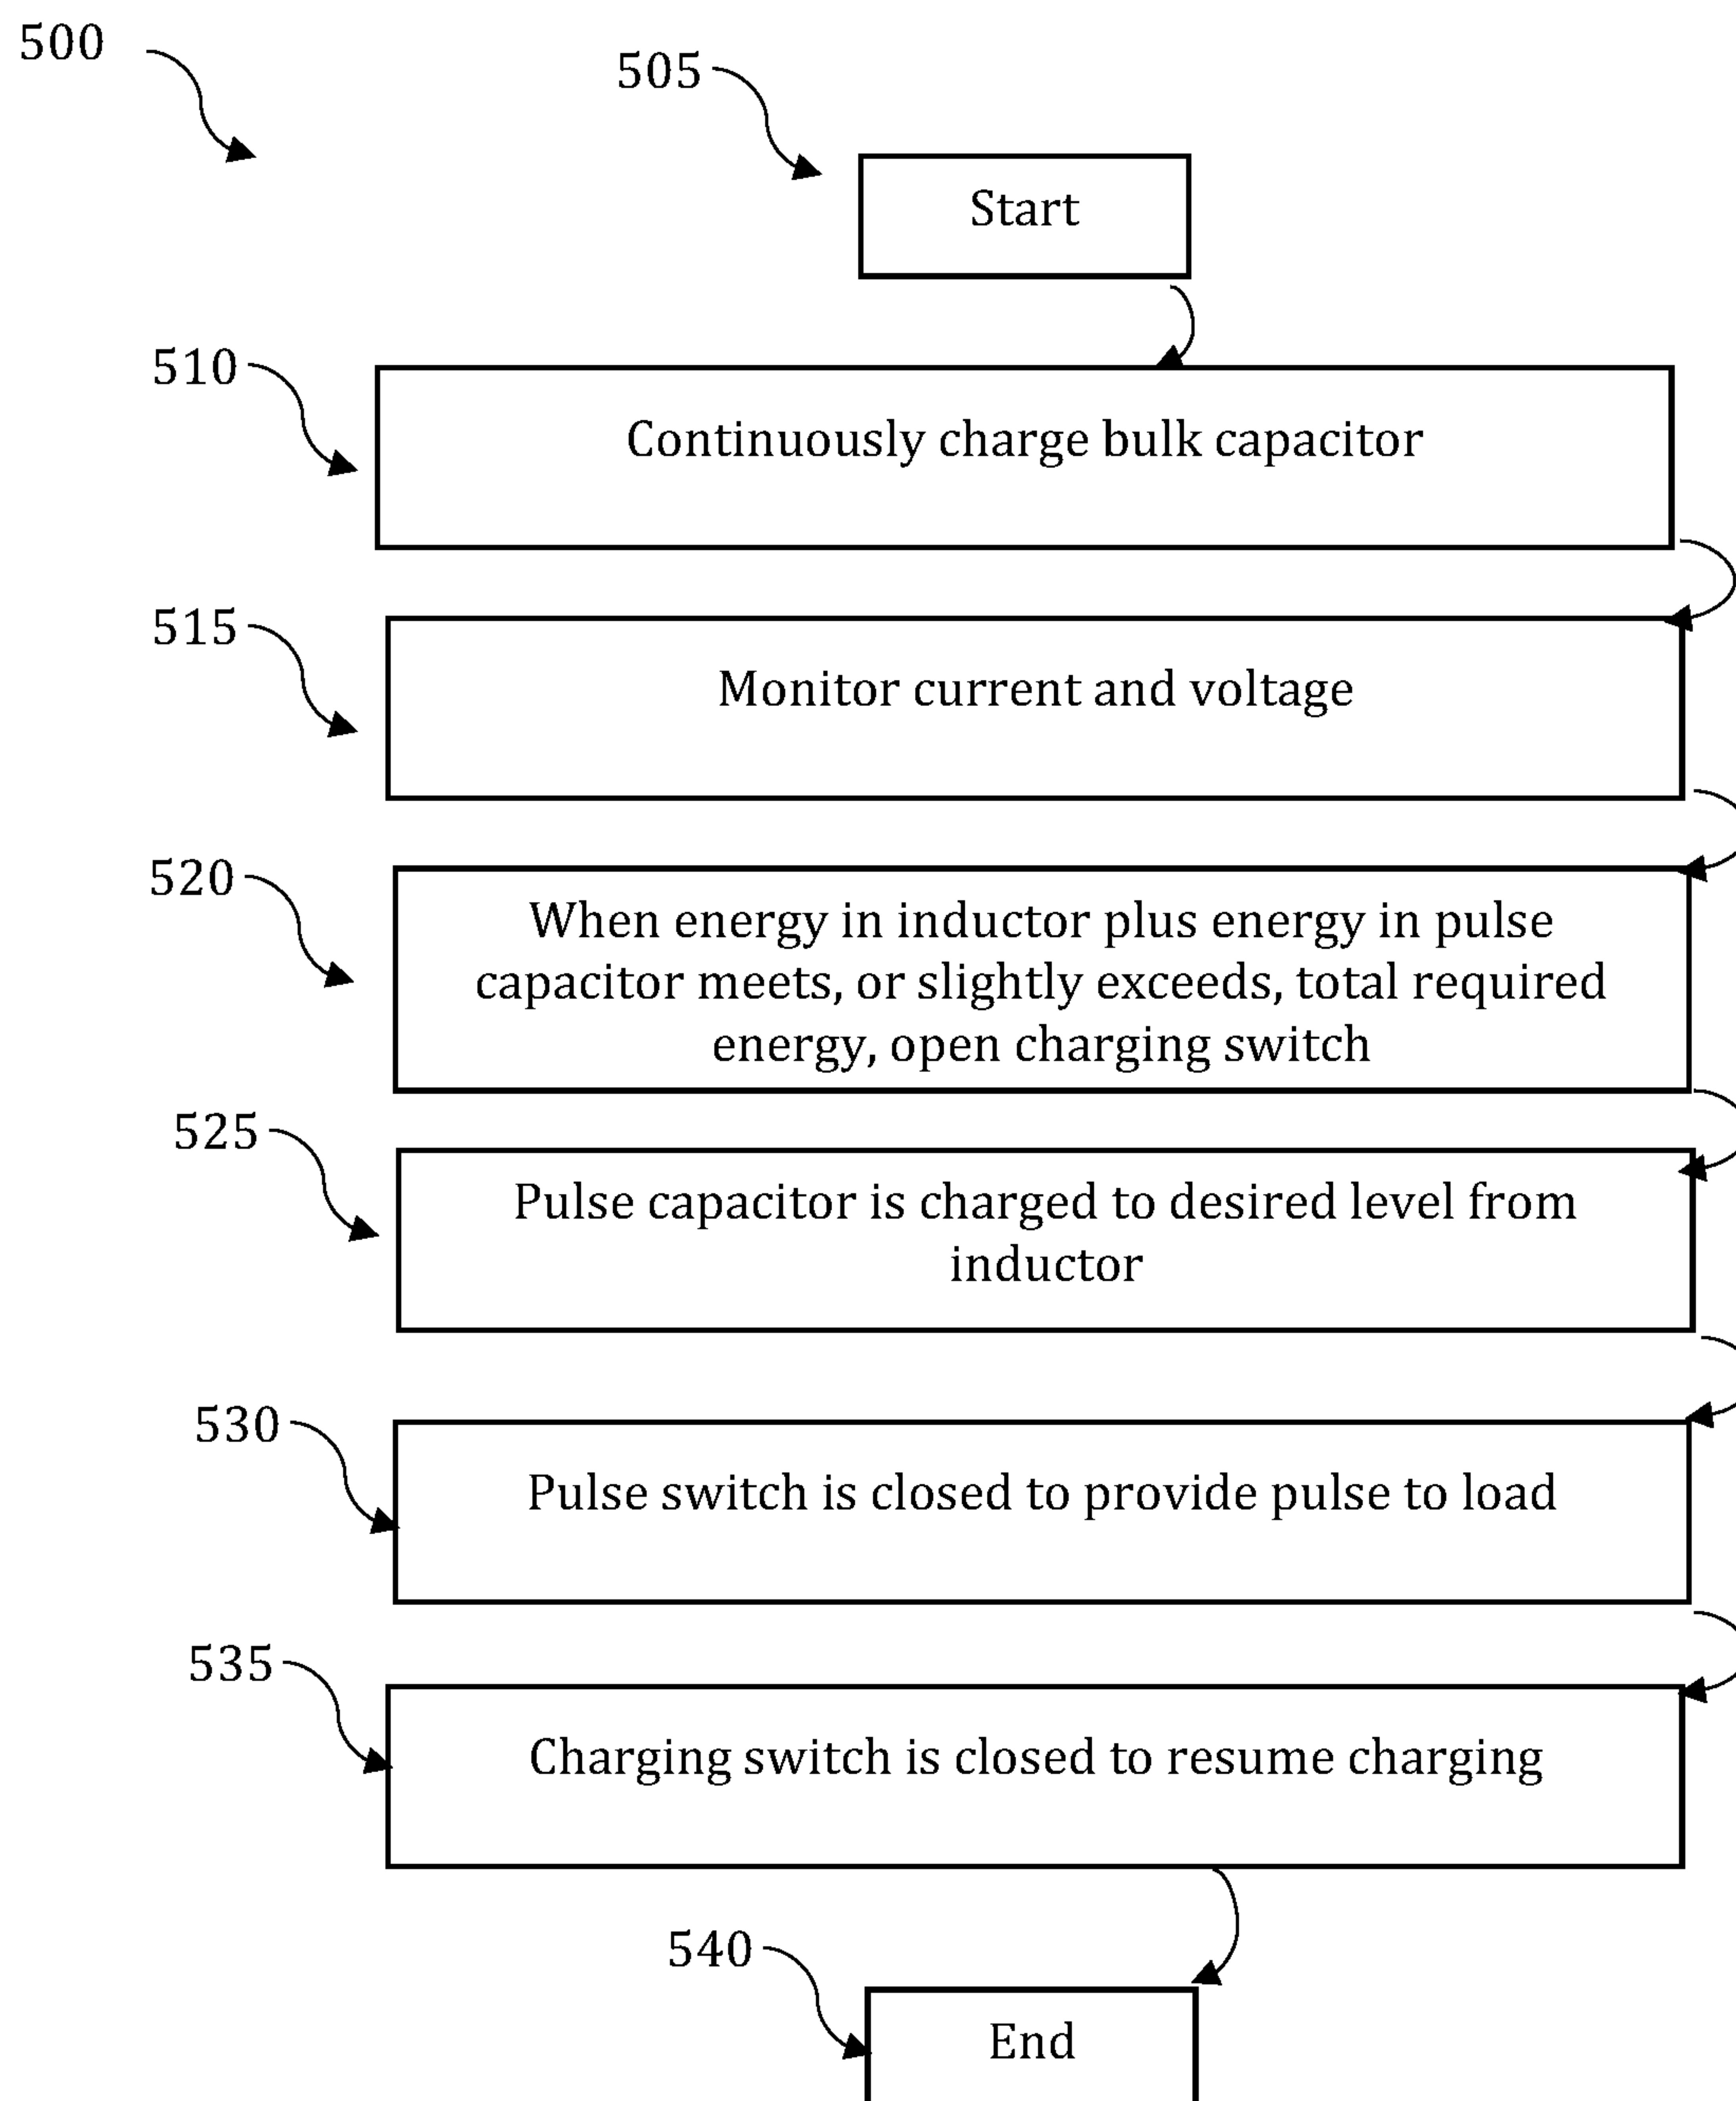 500
505
Start
510
Continuously charge bulk capacitor
515
Monitor current and voltage
520
When energy in inductor plus energy in pulse
capacitor meets, or slightly exceeds, total required
energy, open charging switch
525
Pulse capacitor is charged to desired level from
inductor
530
Pulse switch is closed to provide pulse to load
535
Charging switch is closed to resume charging
540
End